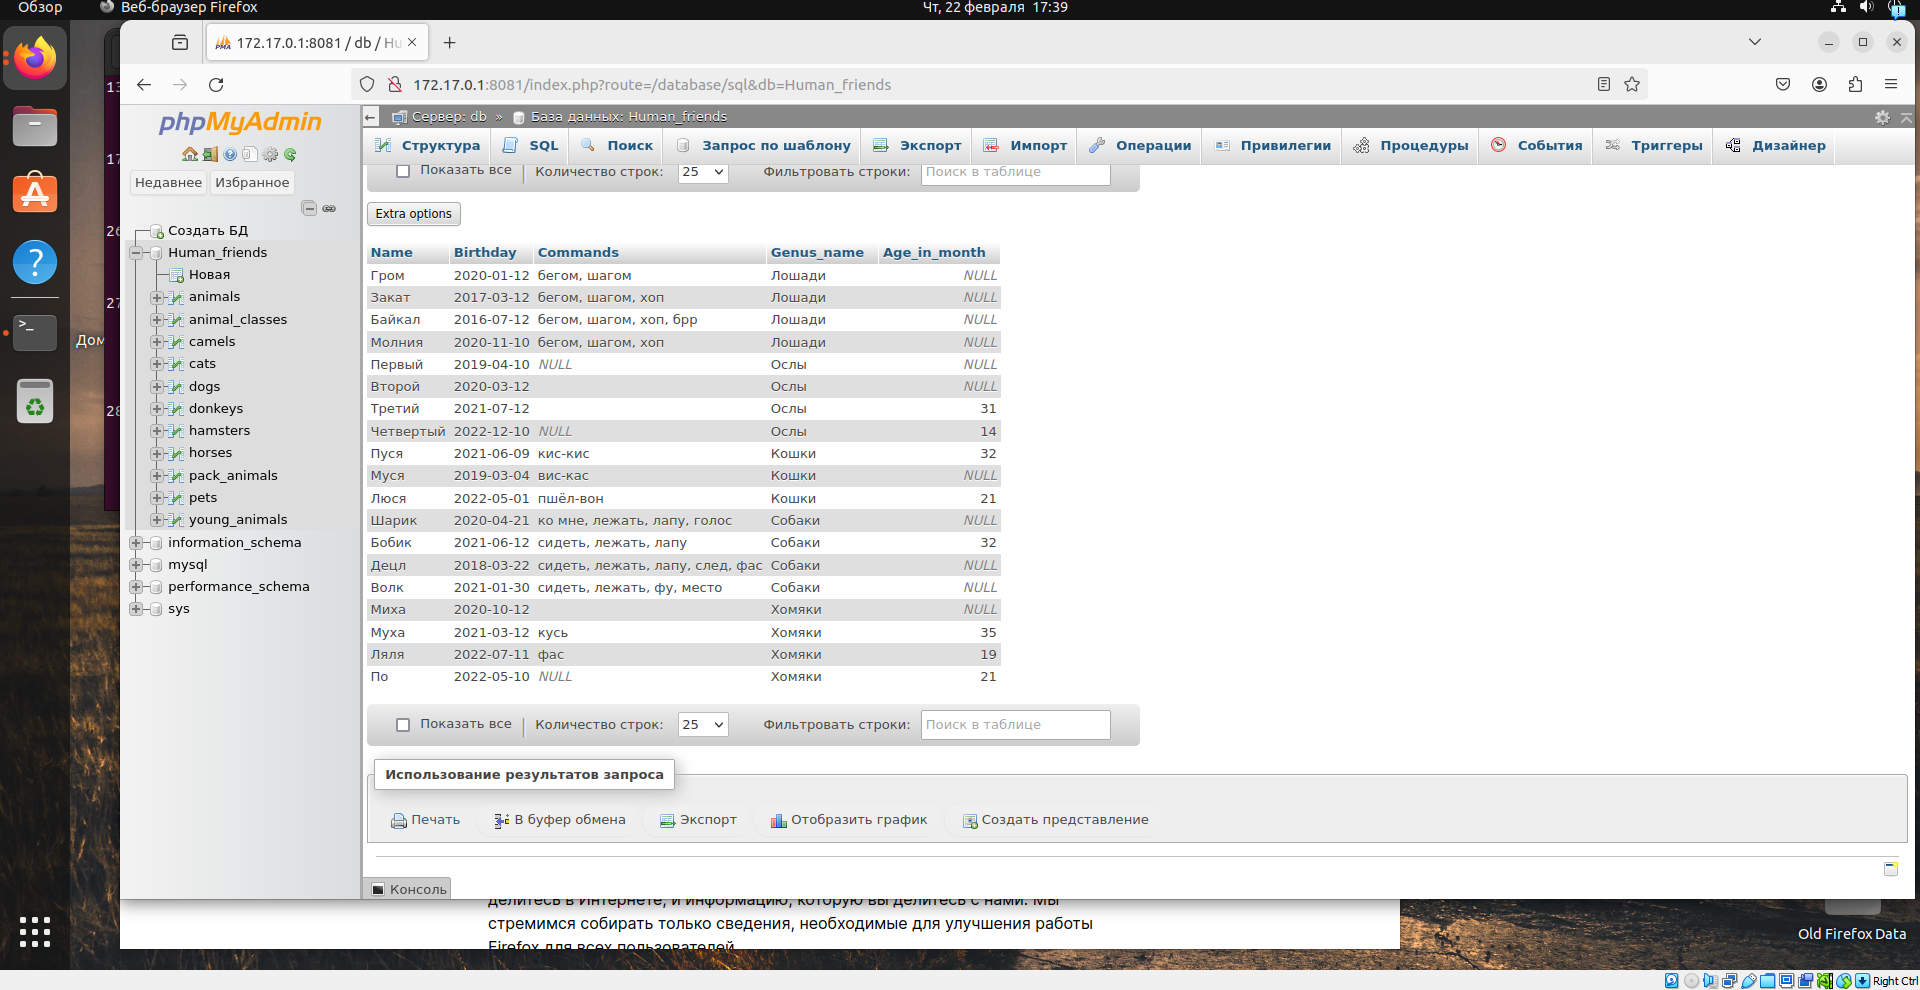 Обзор
Веб-браузер Firefox
Чт, 22 февраля 17:39
172.17.0.1:8081 / db / Hu
172.17.0.1:8081/index.php?route=/database/sql&db=Human_friends
phpMyAdmin
Недавнее
Избранное
Создать БД
Human_friends
Новая
animals
animal_classes
camels
cats
dogs
donkeys
hamsters
horses
pack_animals
pets
young_animals
information_schema
mysql
performance_schema
sys
Сервер: db » База данных: Human_friends
Структура SQL Поиск Запрос по шаблону Экспорт Импорт Операции Привилегии Процедуры События Триггеры Дизайнер
Показать все Количество строк: 25 Фильтровать строки: Поиск в таблице
Extra options
Name Birthday Commands Genus_name Age_in_month
Гром 2020-01-12 бегом, шагом Лошади NULL
Закат 2017-03-12 бегом, шагом, хоп Лошади NULL
Байкал 2016-07-12 бегом, шагом, хоп, брр Лошади NULL
Молния 2020-11-10 бегом, шагом, хоп Лошади NULL
Первый 2019-04-10 NULL Ослы NULL
Второй 2020-03-12 Ослы NULL
Третий 2021-07-12 Ослы 31
Четвертый 2022-12-10 NULL Ослы 14
Пуся 2021-06-09 кис-кис Кошки 32
Муся 2019-03-04 вис-кас Кошки NULL
Люся 2022-05-01 пшёл-вон Кошки 21
Шарик 2020-04-21 ко мне, лежать, лапу, голос Собаки NULL
Бобик 2021-06-12 сидеть, лежать, лапу Собаки 32
Децл 2018-03-22 сидеть, лежать, лапу, след, фас Собаки NULL
Волк 2021-01-30 сидеть, лежать, фу, место Собаки NULL
Миха 2020-10-12 Хомяки NULL
Муха 2021-03-12 кусь Хомяки 35
Ляля 2022-07-11 фас Хомяки 19
По 2022-05-10 NULL Хомяки 21
Показать все Количество строк: 25 Фильтровать строки: Поиск в таблице
Использование результатов запроса
Печать В буфер обмена Экспорт Отобразить график Создать представление
Консоль
13
17
26
27
28
Дом
делитесь в Интернете, и информацию, которую вы делитесь с нами. Мы
стремимся собирать только сведения, необходимые для улучшения работы
Firefox для всех пользователей.
Old Firefox Data
Right Ctrl